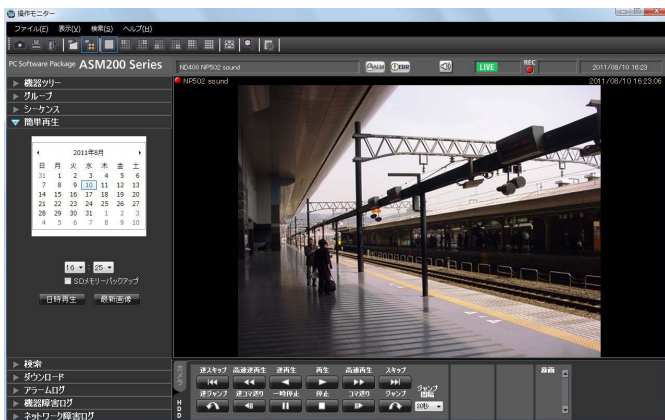 操作モニター
ファイル(F) 表示(V) 検索(S) ヘルプ(H)
PC Software Package ASM200 Series
ND400 NP502 sound ALM ERR LIVE REC 2011/08/10 16:23
NP502 sound 2011/08/10 16:23:06
機器ツリー
グループ
シーケンス
簡単再生
2011年8月
日 月 火 水 木 金 土
31 1 2 3 4 5 6
7 8 9 10 11 12 13
14 15 16 17 18 19 20
21 22 23 24 25 26 27
28 29 30 31 1 2 3
4 5 6 7 8 9 10
16 : 25
SDメモリーバックアップ
日時再生 最新画像
検索
ダウンロード
アラームログ
機器障害ログ
ネットワーク障害ログ
カメラ
HDD
逆スキップ 高速逆再生 逆再生 再生 高速再生 スキップ
逆ジャンプ 逆コマ送り 一時停止 停止 コマ送り ジャンプ
ジャンプ
間隔
30秒
録画